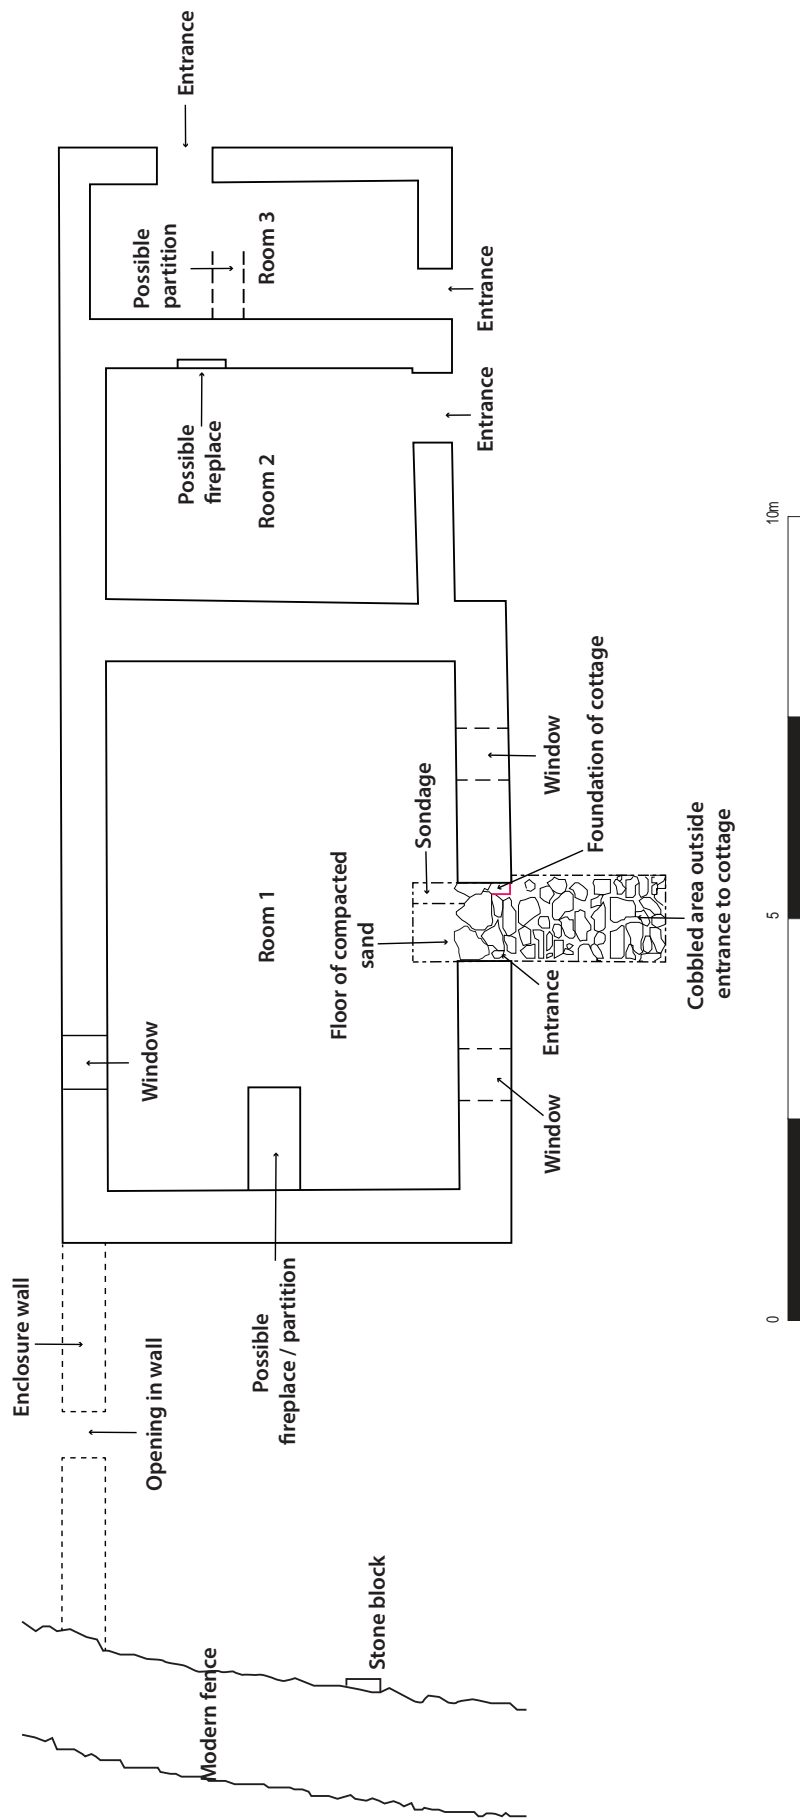 Enclosure wall
Opening in wall
Modern fence
Stone block
Possible
fireplace / partition
Window
Room 1
Floor of compacted
sand
Sondage
Window
Entrance
Window
Foundation of cottage
Cobbled area outside
entrance to cottage
Possible
fireplace
Room 2
Entrance
Possible
partition
Room 3
Entrance
Entrance
0
5
10m